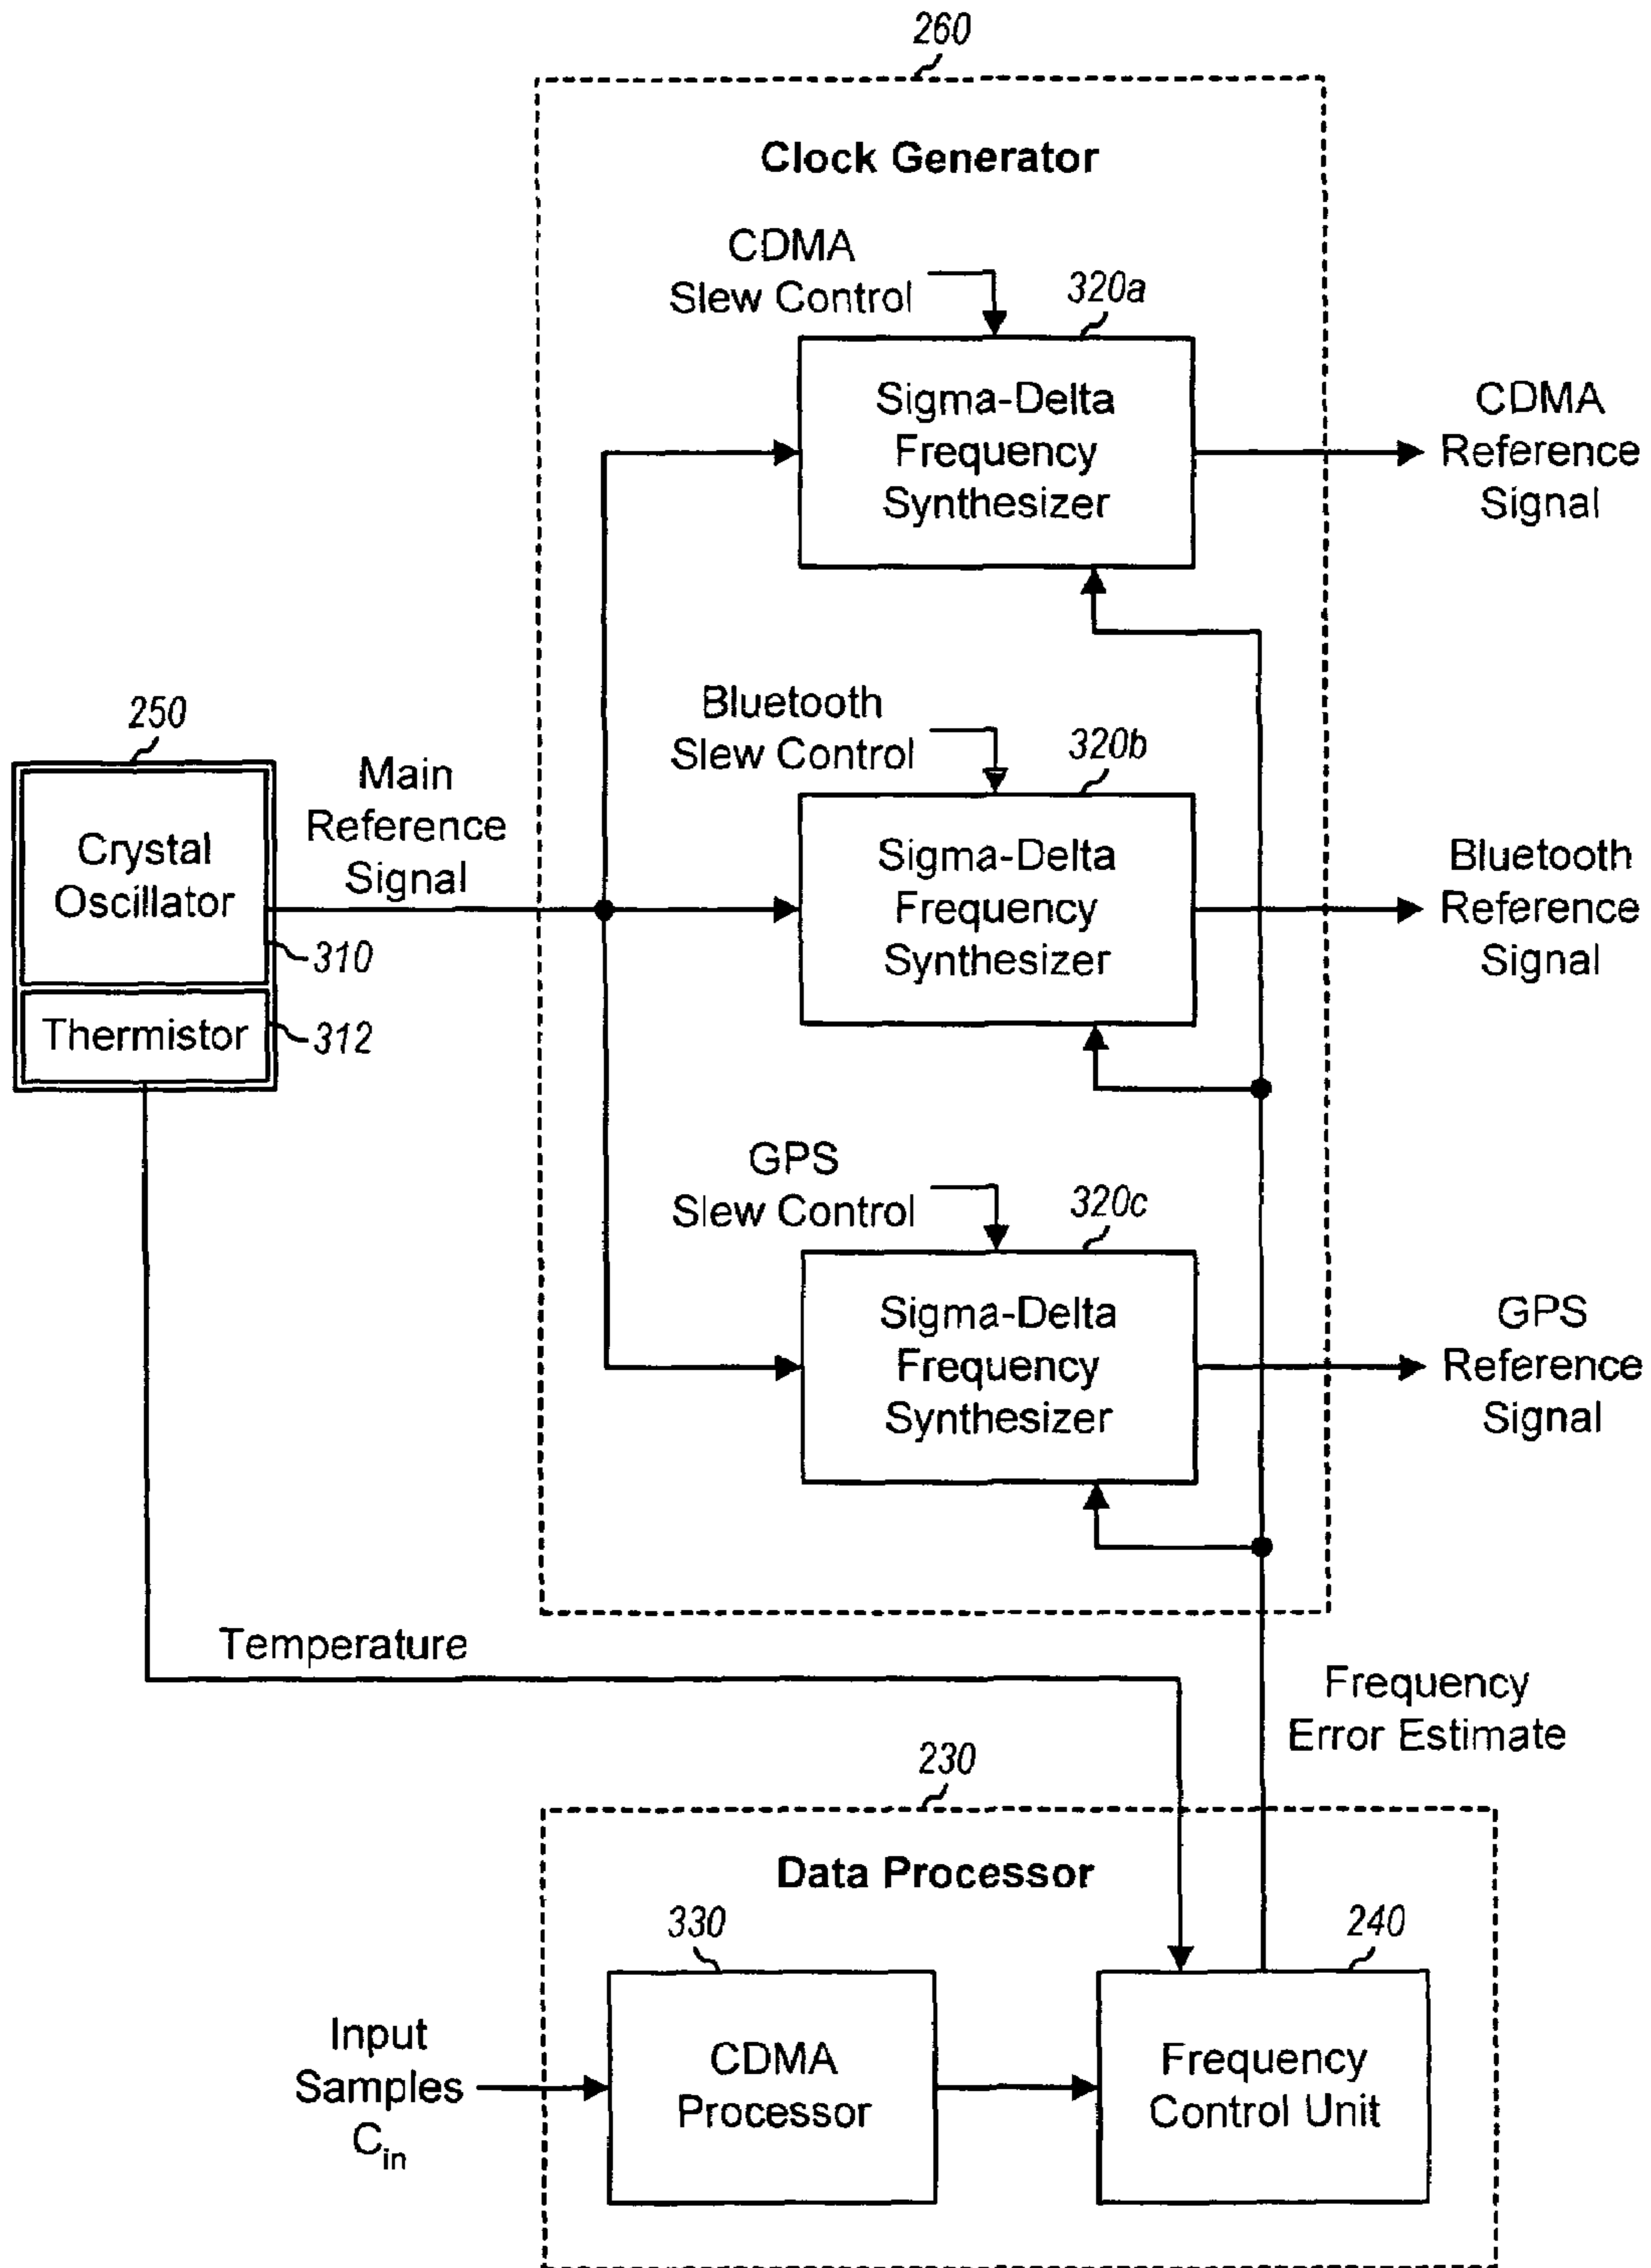 260
Clock Generator
CDMA
Slew Control
320a
Sigma-Delta
Frequency
Synthesizer
CDMA
Reference
Signal
250
Crystal
Oscillator
310
Thermistor
312
Main
Reference
Signal
Bluetooth
Slew Control
320b
Sigma-Delta
Frequency
Synthesizer
Bluetooth
Reference
Signal
GPS
Slew Control
320c
Sigma-Delta
Frequency
Synthesizer
GPS
Reference
Signal
Temperature
Frequency
Error Estimate
230
Data Processor
330
240
Input
Samples
C_in
CDMA
Processor
Frequency
Control Unit